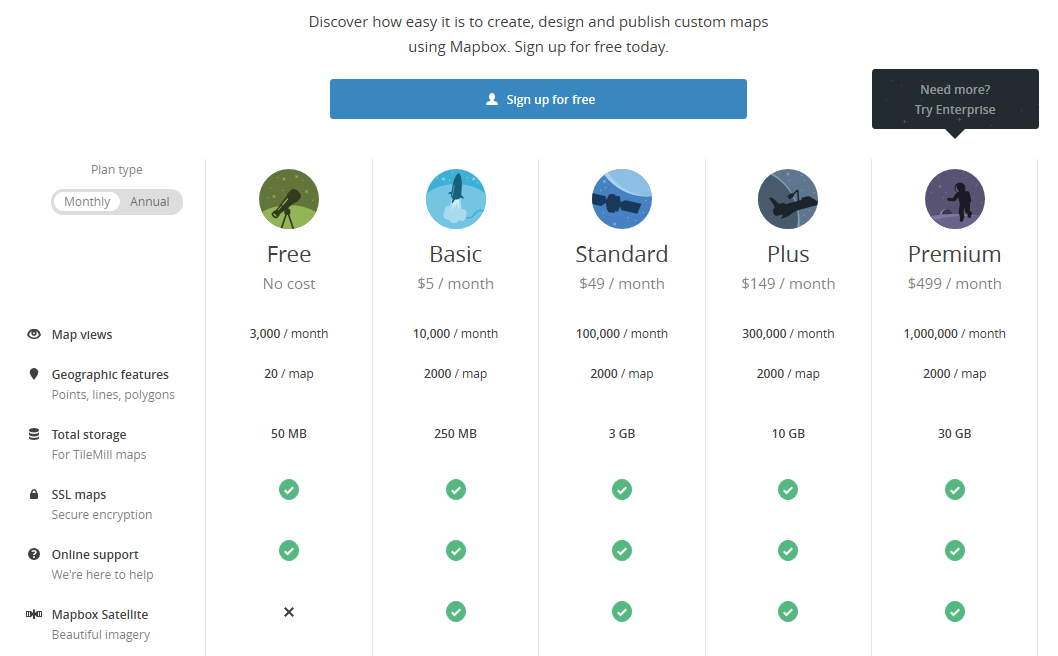 Discover how easy it is to create, design and publish custom maps
using Mapbox. Sign up for free today.
Sign up for free
Need more?
Try Enterprise
Plan type
Monthly Annual
Free Basic Standard Plus Premium
No cost $5 / month $49 / month $149 / month $499 / month
Map views 3,000 / month 10,000 / month 100,000 / month 300,000 / month 1,000,000 / month
Geographic features 20 / map 2000 / map 2000 / map 2000 / map 2000 / map
Points, lines, polygons
Total storage 50 MB 250 MB 3 GB 10 GB 30 GB
For TileMill maps
SSL maps
Secure encryption
Online support
We're here to help
Mapbox Satellite
Beautiful imagery